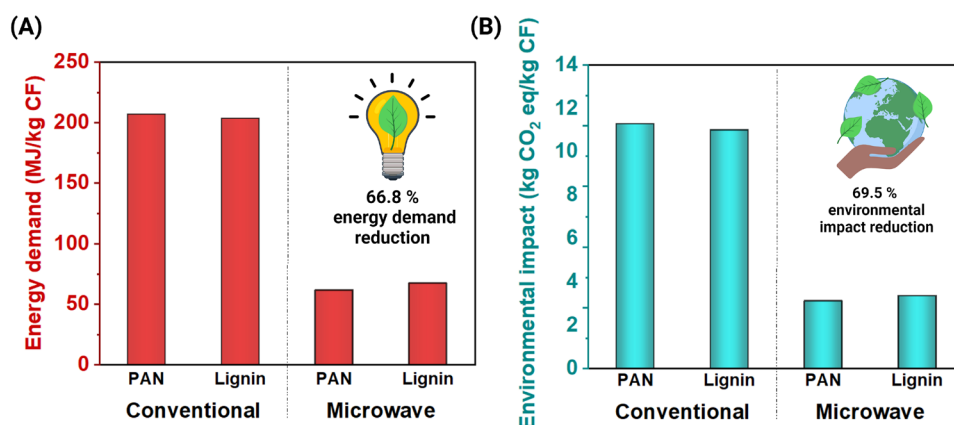 (A)
Energy demand (MJ/kg CF)
250
200
150
100
50
0
66.8 %
energy demand
reduction
PAN Lignin PAN Lignin
Conventional Microwave
(B)
Environmental impact (kg CO₂ eq/kg CF)
14
12
10
8
6
4
2
0
69.5 %
environmental
impact reduction
PAN Lignin PAN Lignin
Conventional Microwave